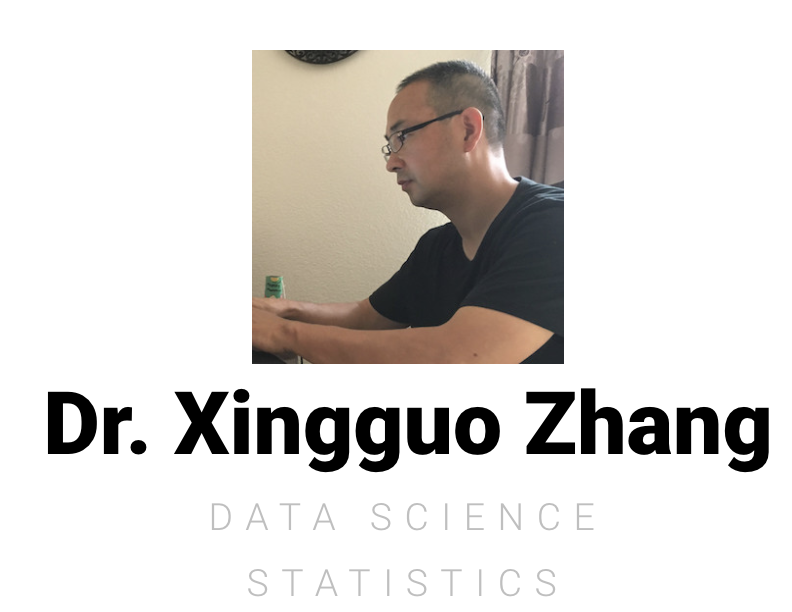 Dr. Xingguo Zhang
DATA SCIENCE
STATISTICS